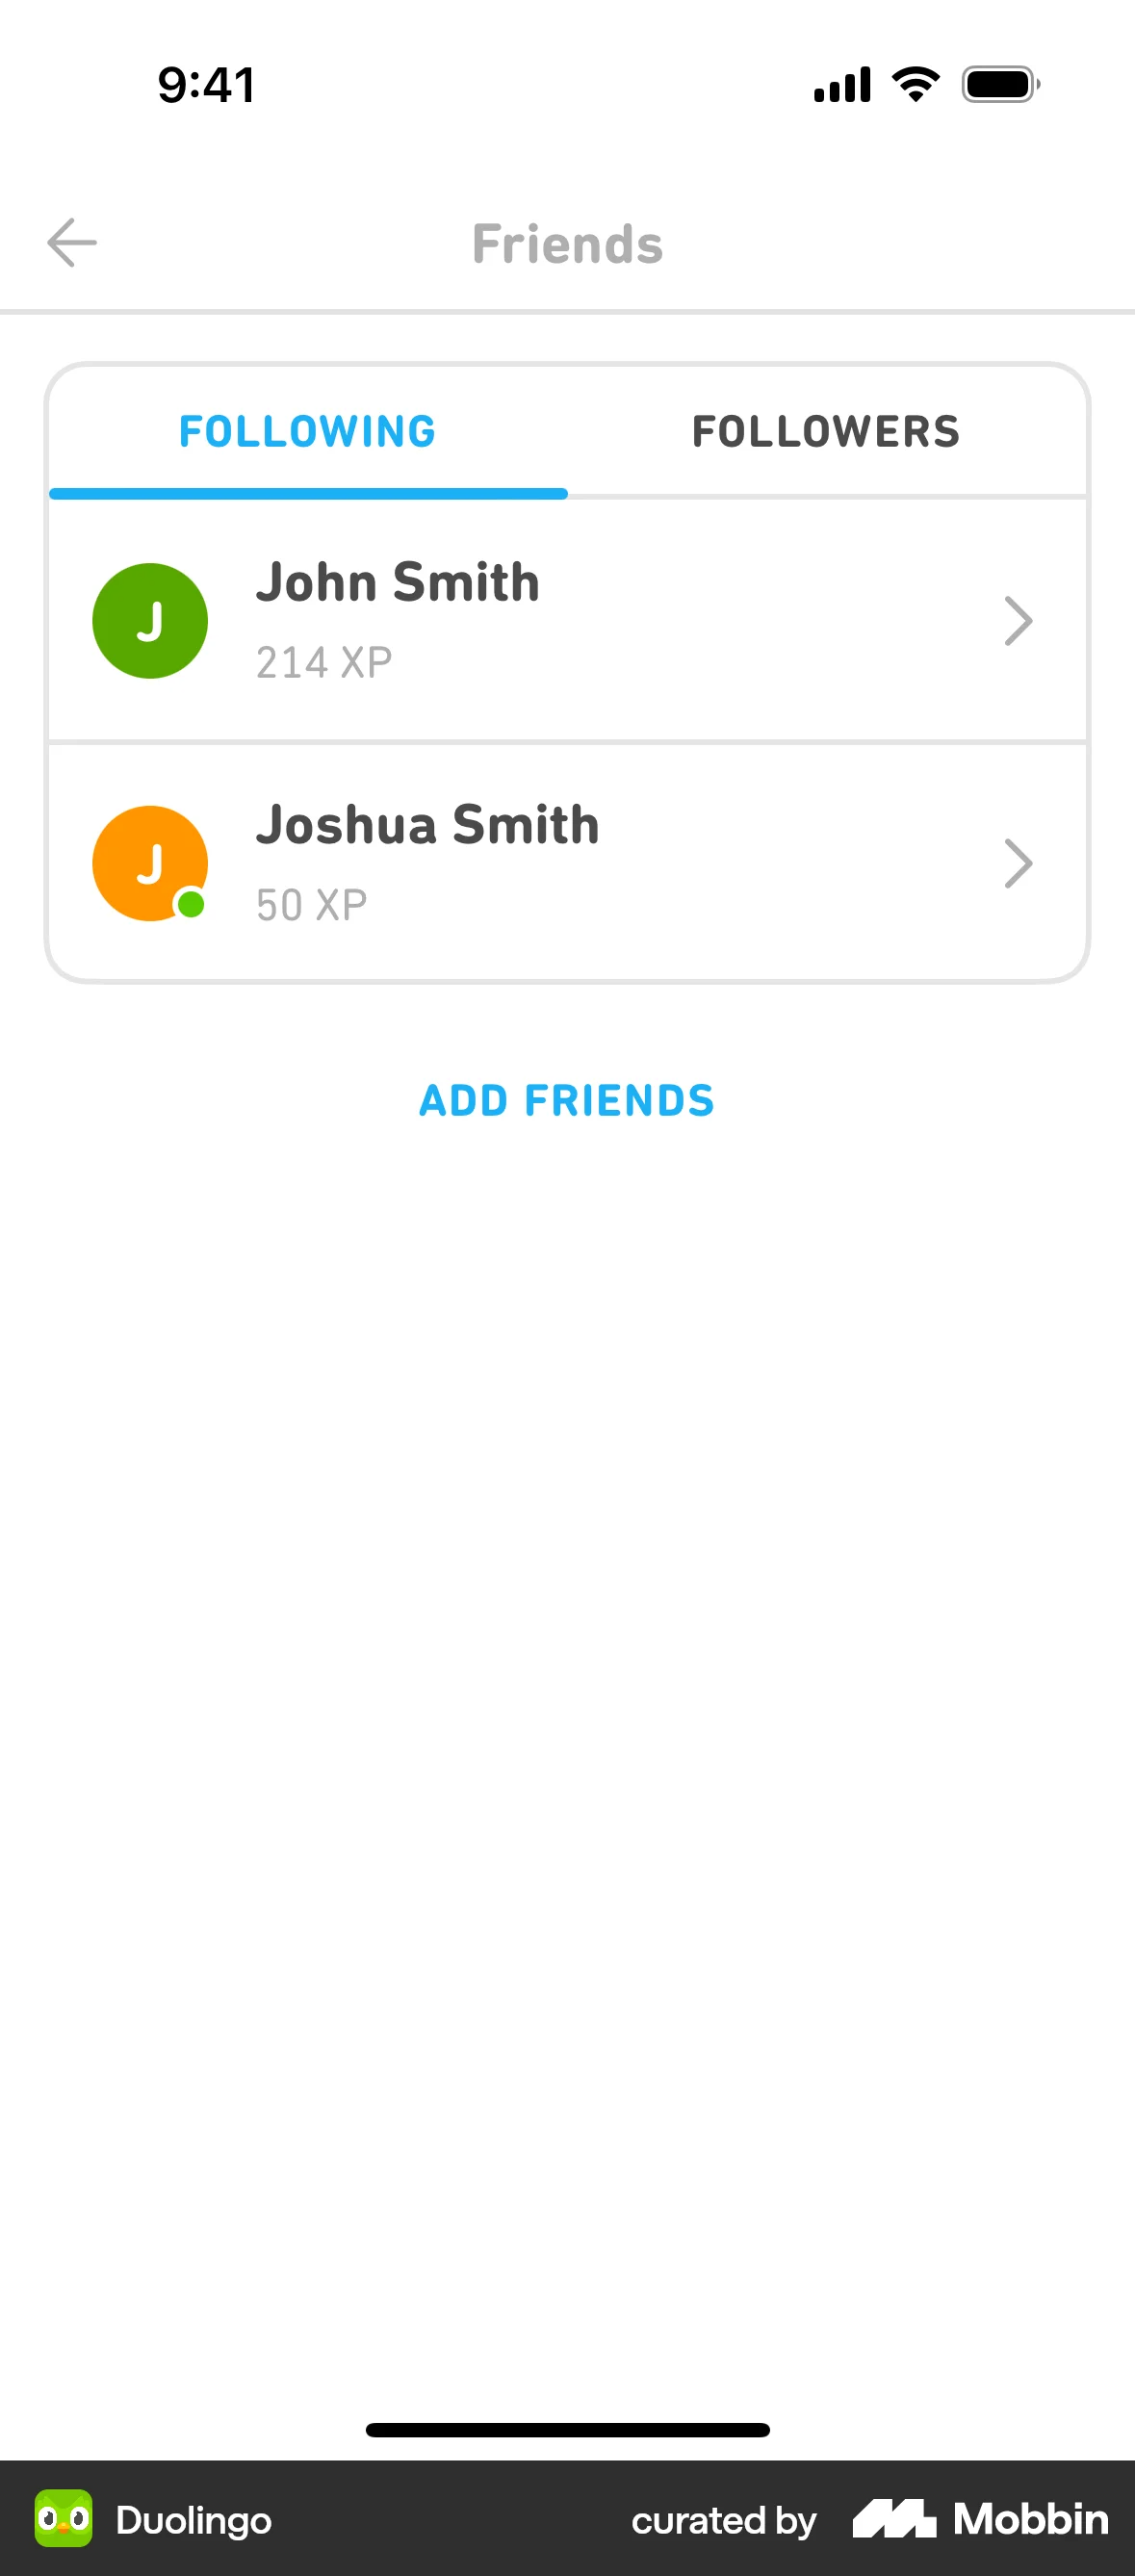 9:41
Friends
FOLLOWING FOLLOWERS
J
John Smith
214 XP
J
Joshua Smith
50 XP
ADD FRIENDS
Duolingo curated by Mobbin